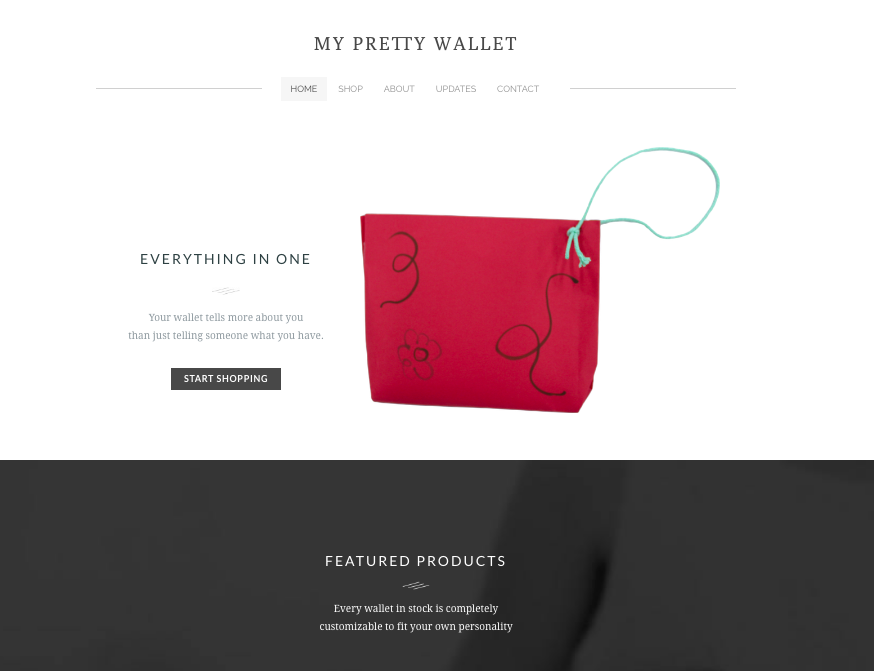 MY PRETTY WALLET
HOME SHOP ABOUT UPDATES CONTACT
EVERYTHING IN ONE
Your wallet tells more about you
than just telling someone what you have.
START SHOPPING
FEATURED PRODUCTS
Every wallet in stock is completely
customizable to fit your own personality